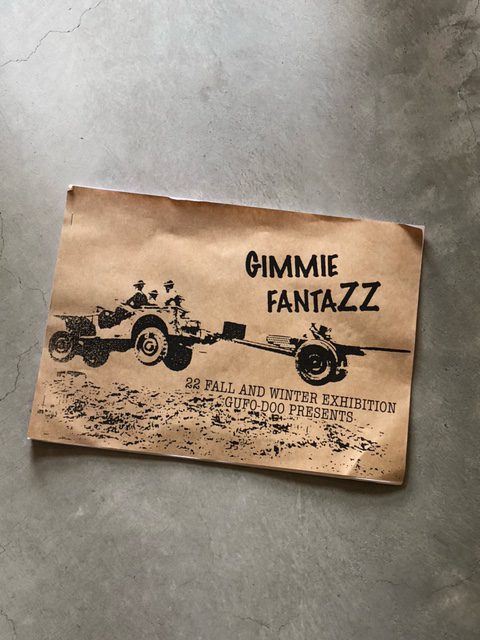 GIMMIE
FANTAZZ
22 FALL AND WINTER EXHIBITION
GUFO-DOO PRESENTS